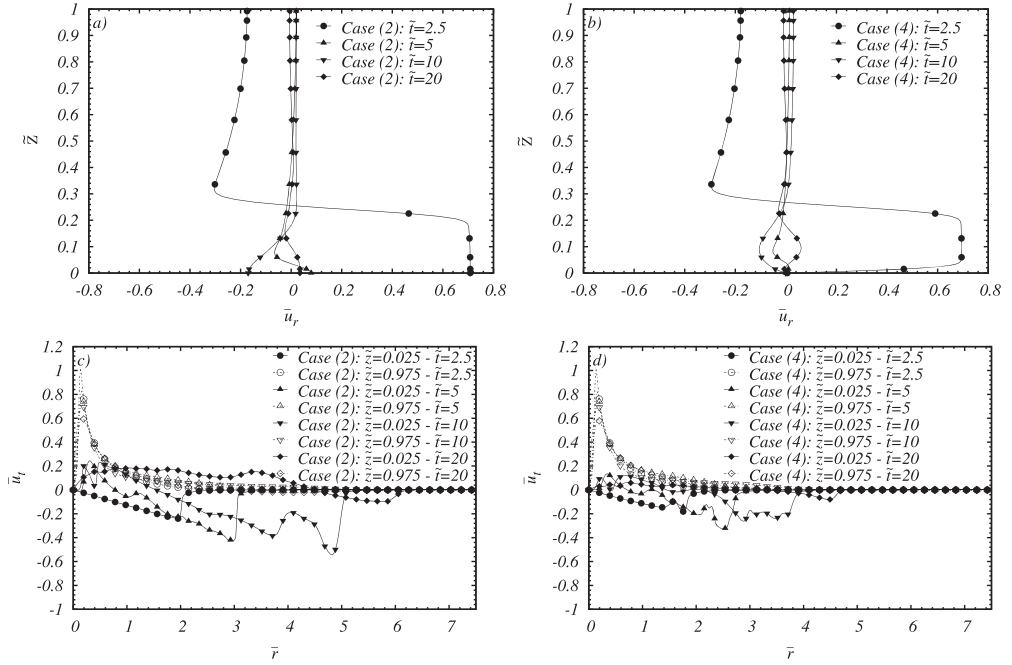 a)
Case (2): t̃=2.5
Case (2): t̃=5
Case (2): t̃=10
Case (2): t̃=20
1
0.9
0.8
0.7
0.6
0.5
0.4
0.3
0.2
0.1
0
z̃
-0.8 -0.6 -0.4 -0.2 0 0.2 0.4 0.6 0.8
ūr
b)
Case (4): t̃=2.5
Case (4): t̃=5
Case (4): t̃=10
Case (4): t̃=20
1
0.9
0.8
0.7
0.6
0.5
0.4
0.3
0.2
0.1
0
z̃
-0.8 -0.6 -0.4 -0.2 0 0.2 0.4 0.6 0.8
ūr
c)
Case (2): z̃=0.025 - t̃=2.5
Case (2): z̃=0.975 - t̃=2.5
Case (2): z̃=0.025 - t̃=5
Case (2): z̃=0.975 - t̃=5
Case (2): z̃=0.025 - t̃=10
Case (2): z̃=0.975 - t̃=10
Case (2): z̃=0.025 - t̃=20
Case (2): z̃=0.975 - t̃=20
1.2
1
0.8
0.6
0.4
0.2
0
-0.2
-0.4
-0.6
-0.8
-1
ūt
0 1 2 3 4 5 6 7
r̄
d)
Case (4): z̃=0.025 - t̃=2.5
Case (4): z̃=0.975 - t̃=2.5
Case (4): z̃=0.025 - t̃=5
Case (4): z̃=0.975 - t̃=5
Case (4): z̃=0.025 - t̃=10
Case (4): z̃=0.975 - t̃=10
Case (4): z̃=0.025 - t̃=20
Case (4): z̃=0.975 - t̃=20
1.2
1
0.8
0.6
0.4
0.2
0
-0.2
-0.4
-0.6
-0.8
-1
ūt
0 1 2 3 4 5 6 7
r̄